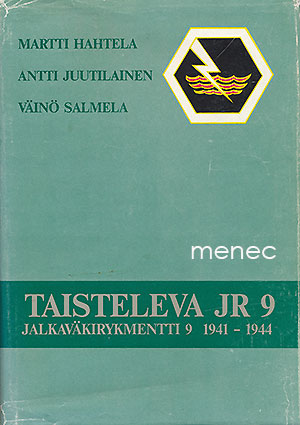 MARTTI HAHTELA
ANTTI JUUTILAINEN
VÄINÖ SALMELA
menec
TAISTELEVA JR 9
JALKAVÄKIRYKMENTTI 9 1941 - 1944